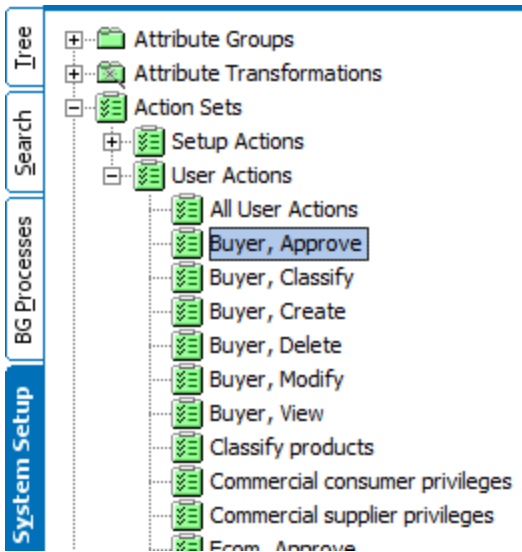 Tree
Search
BG Processes
System Setup
Attribute Groups
Attribute Transformations
Action Sets
Setup Actions
User Actions
All User Actions
Buyer, Approve
Buyer, Classify
Buyer, Create
Buyer, Delete
Buyer, Modify
Buyer, View
Classify products
Commercial consumer privileges
Commercial supplier privileges
Ecom, Approve